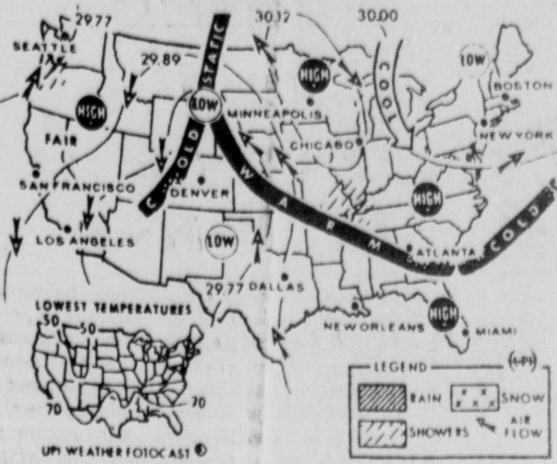 29.77
30.12
30.00
SEATTLE
29.89
STATIC
HIGH
COOL
LOW
BOSTON
HIGH
LOW
MINNEAPOLIS
NEW YORK
FAIR
CHICAGO
COLD
SAN FRANCISCO
DENVER
WARM
HIGH
COLD
LOS ANGELES
LOW
ATLANTA
29.77
DALLAS
LOWEST TEMPERATURES
NEW ORLEANS
HIGH
MIAMI
50 50
LEGEND
RAIN
SNOW
70
70
SHOWERS
AIR
FLOW
UPI WEATHER FOTOCAST ®